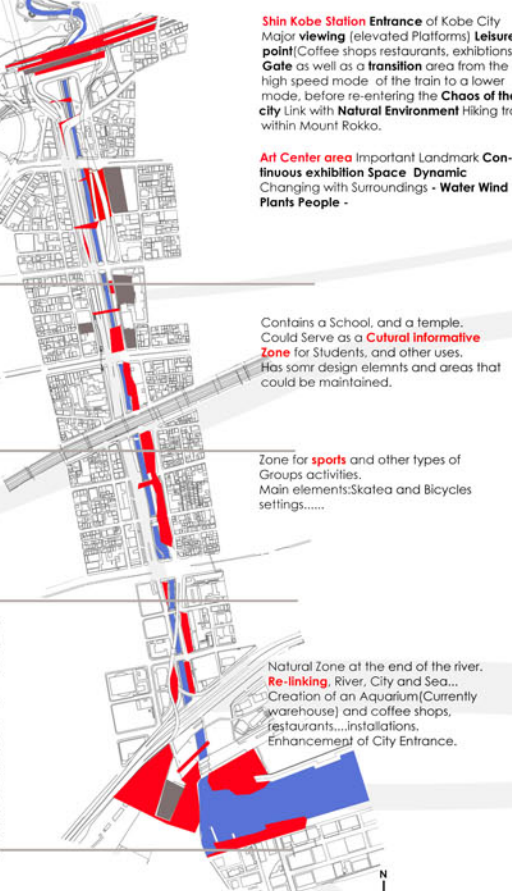 Shin Kobe Station Entrance of Kobe City
Major viewing (elevated Platforms) Leisure
point(Coffee shops restaurants, exhibtions
Gate as well as a transition area from the
high speed mode of the train to a lower
mode, before re-entering the Chaos of the
city Link with Natural Environment Hiking tra
within Mount Rokko.
Art Center area Important Landmark Con-
tinuous exhibition Space Dynamic
Changing with Surroundings - Water Wind
Plants People -
Contains a School, and a temple.
Could Serve as a Cutural informative
Zone for Students, and other uses.
Has somr design elemnts and areas that
could be maintained.
Zone for sports and other types of
Groups activities.
Main elements:Skatea and Bicycles
settings......
Natural Zone at the end of the river.
Re-linking, River, City and Sea...
Creation of an Aquarium(Currently
warehouse) and coffee shops,
restaurants....installations.
Enhancement of City Entrance.
N